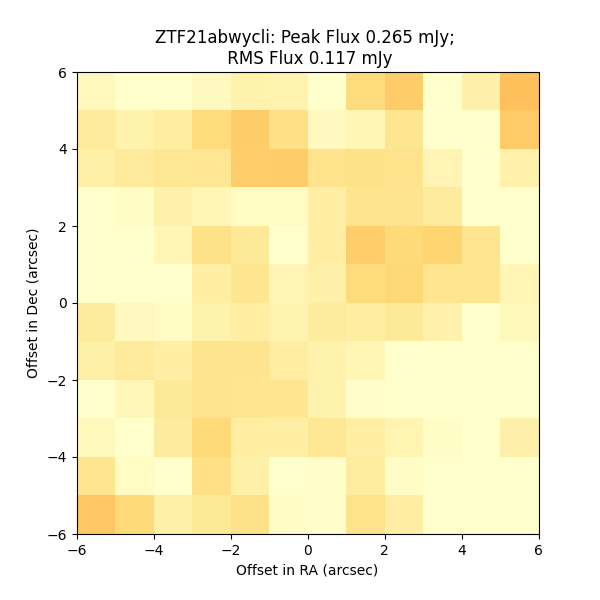 ZTF21abwycli: Peak Flux 0.265 mJy;
RMS Flux 0.117 mJy
6
4
2
0
−2
−4
−6
Offset in Dec (arcsec)
−6 −4 −2 0 2 4 6
Offset in RA (arcsec)